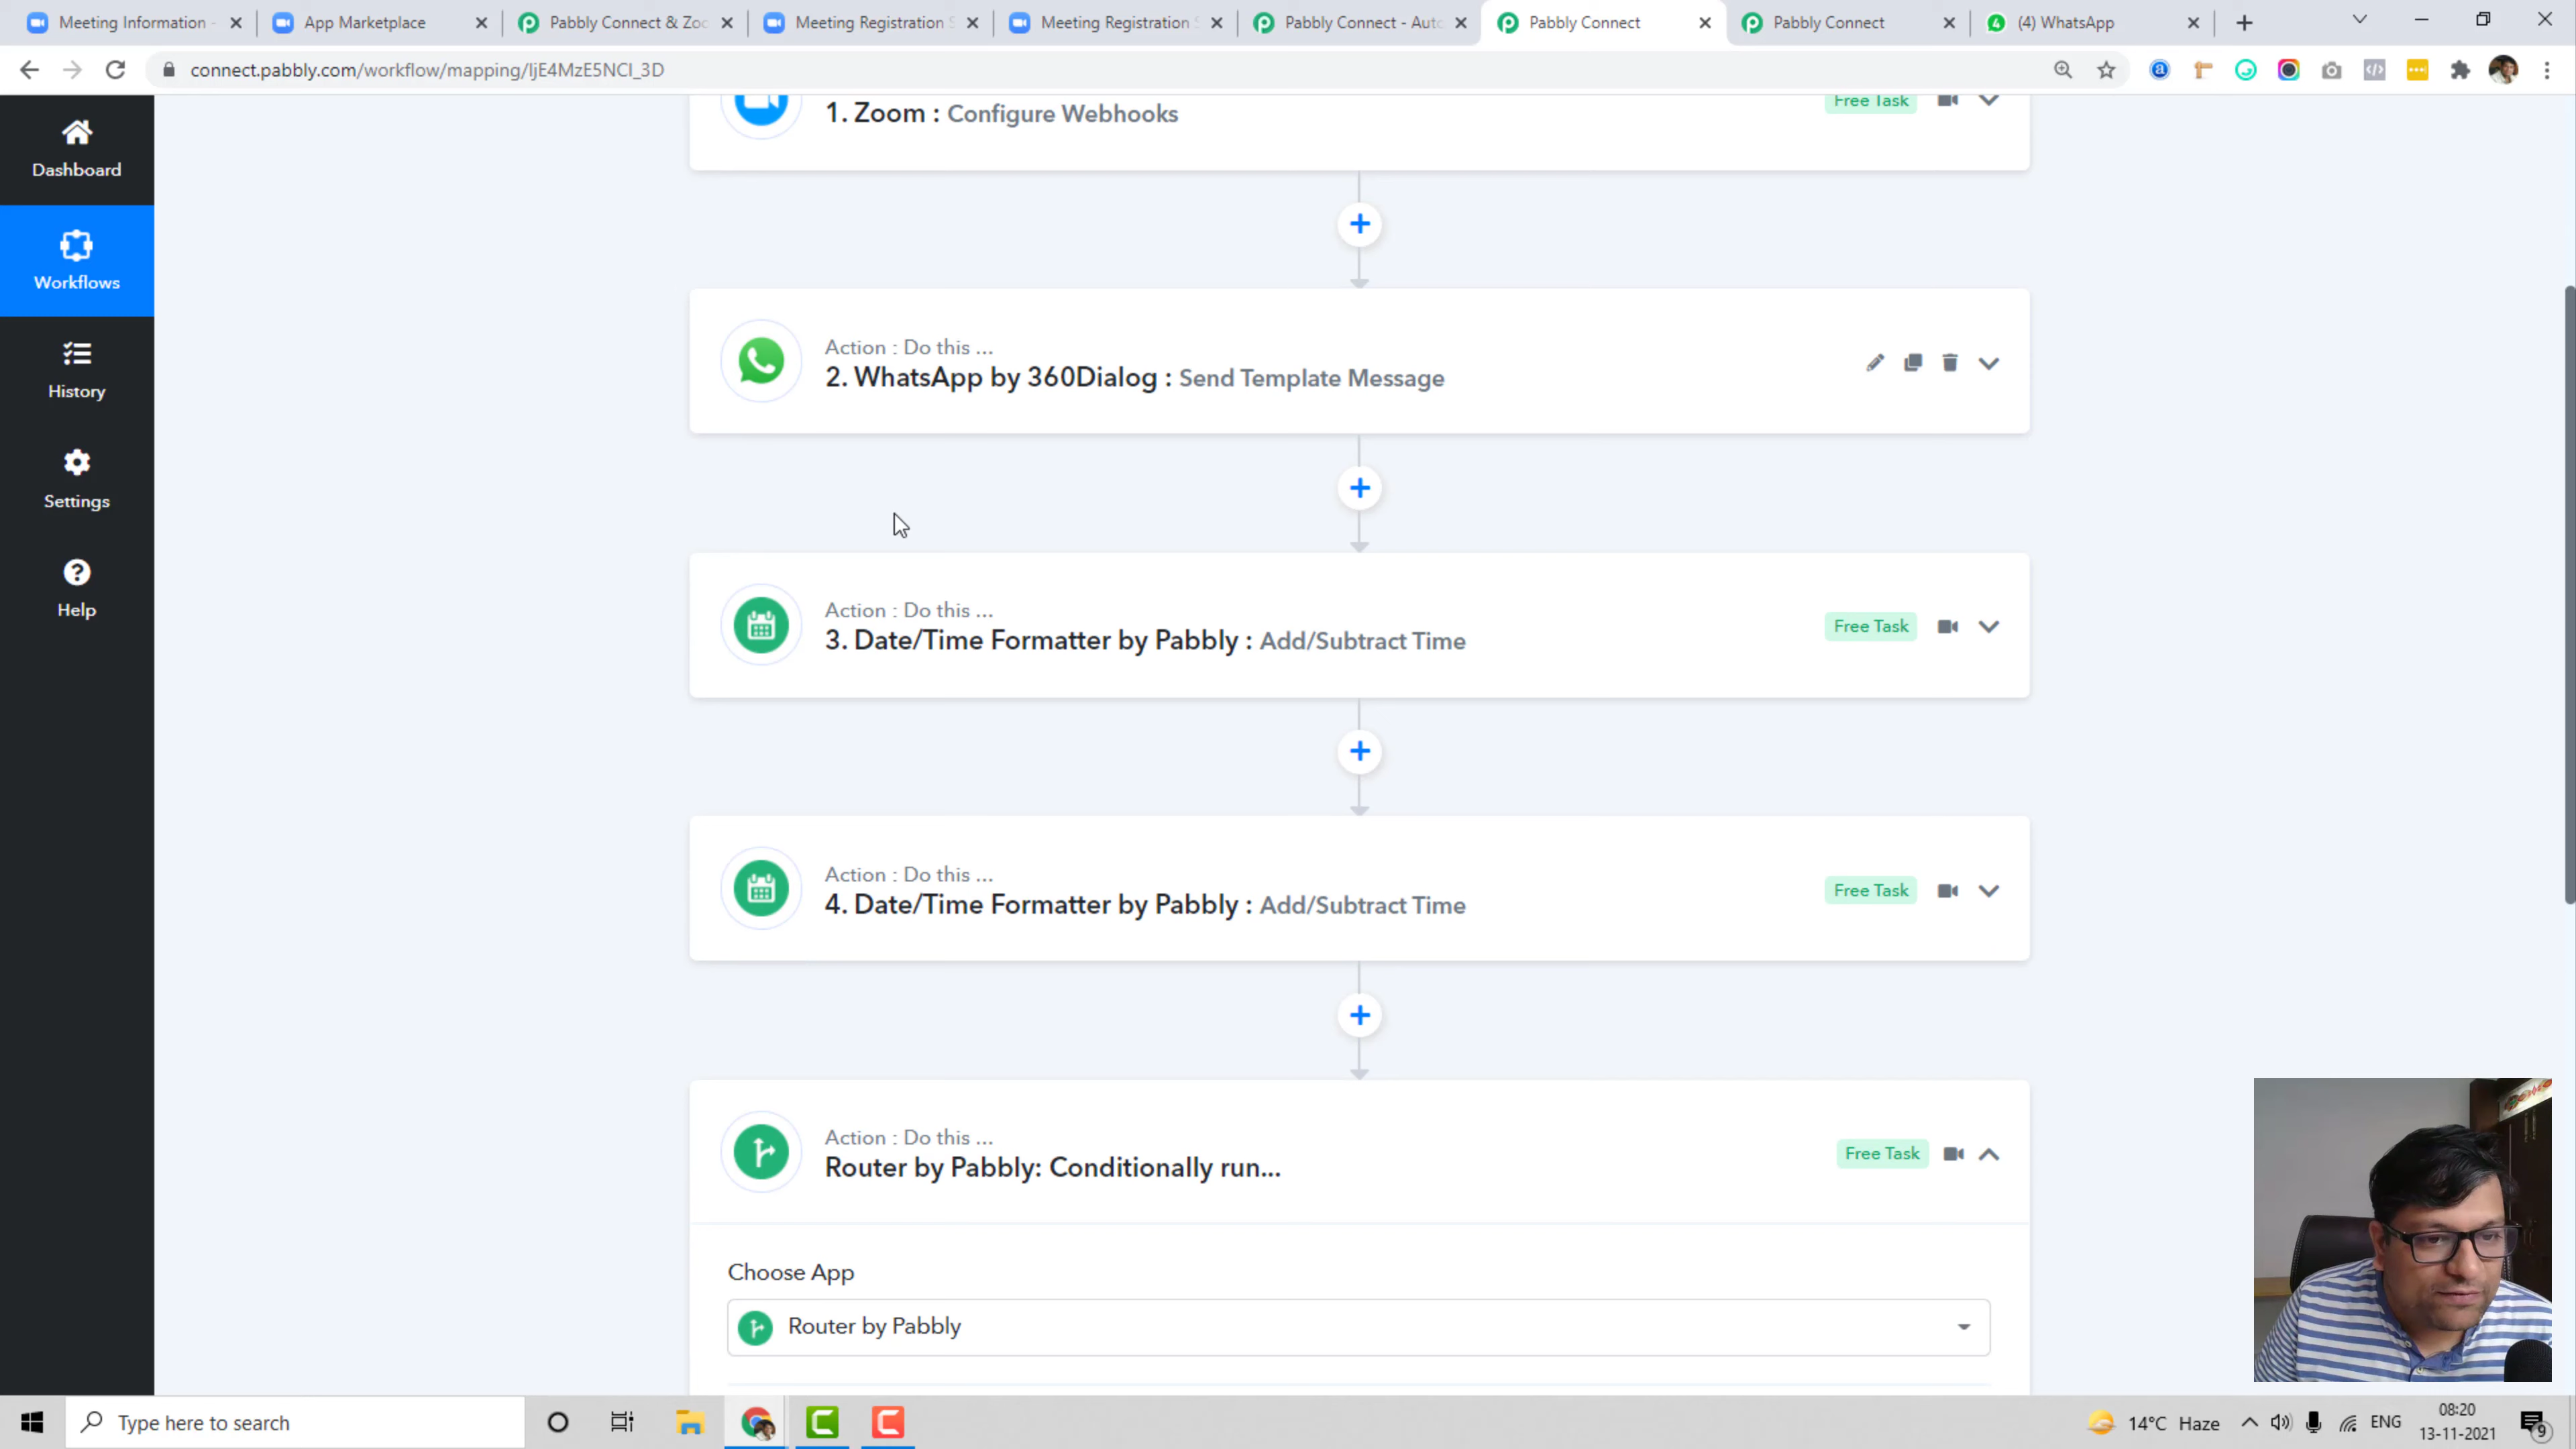 Meeting Information -
App Marketplace
Pabbly Connect & Zoo
Meeting Registration S
Meeting Registration S
Pabbly Connect - Auto
Pabbly Connect
Pabbly Connect
(4) WhatsApp
connect.pabbly.com/workflow/mapping/IjE4MzE5NCI_3D
Dashboard
Workflows
History
Settings
Help
1. Zoom : Configure Webhooks
Free Task
Action : Do this ...
2. WhatsApp by 360Dialog : Send Template Message
Action : Do this ...
3. Date/Time Formatter by Pabbly : Add/Subtract Time
Free Task
Action : Do this ...
4. Date/Time Formatter by Pabbly : Add/Subtract Time
Free Task
Action : Do this ...
Router by Pabbly: Conditionally run...
Free Task
Choose App
Router by Pabbly
Type here to search
14°C Haze
ENG
08:20
13-11-2021
9